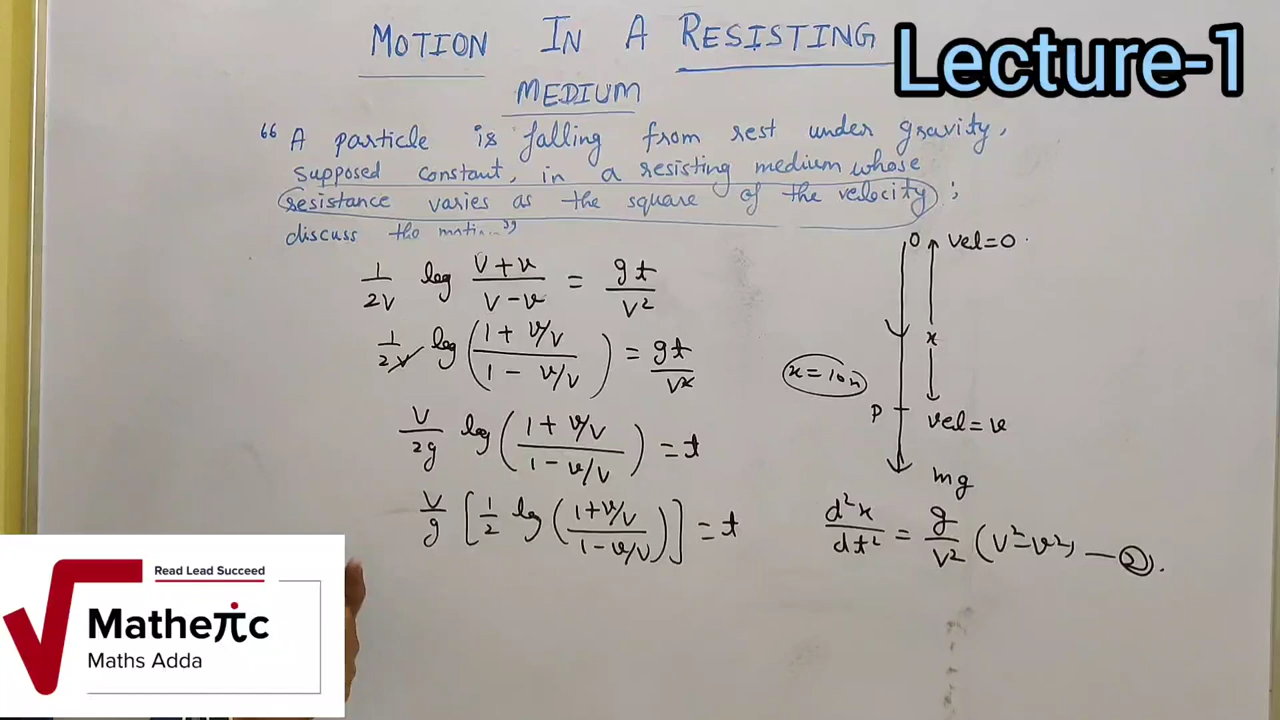 MOTION IN A RESISTING
MEDIUM
Lecture-1
“ A particle is falling from rest under gravity,
supposed constant, in a resisting medium whose
resistance varies as the square of the velocity ;
discuss the ”
1/2V log (V+v)/(V-v) = gt/V²
1/2V log ((1 + v/V)/(1 - v/V)) = gt/V²
V/2g log ((1 + v/V)/(1 - v/V)) = t
V/g [1/2 log ((1+v/V)/(1-v/V))] = t
O Vel=0.
x
x=10m
P vel=v
mg
d²x/dt² = g/V² (V²-v²) — ②.
Read Lead Succeed
Matheπc
Maths Adda